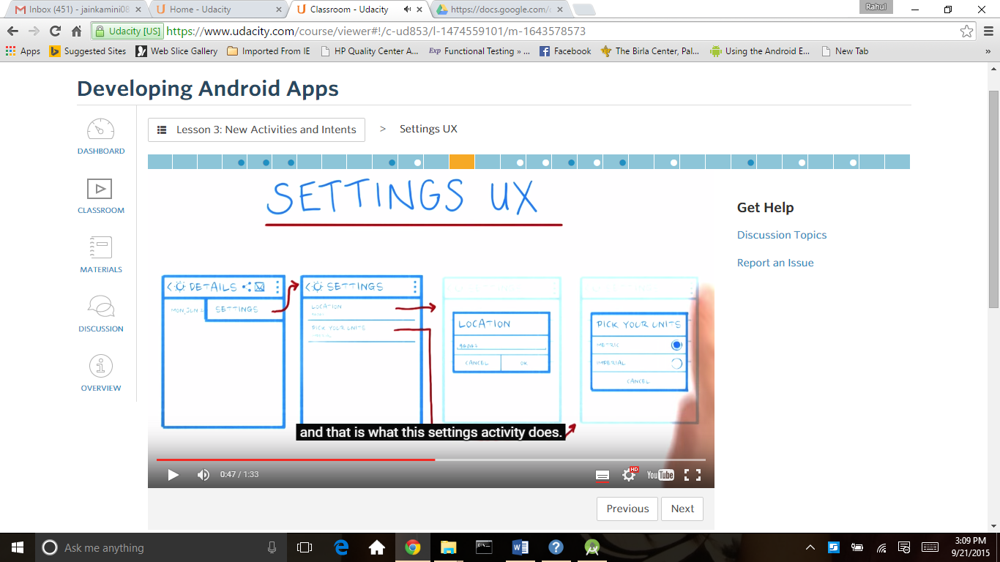 Inbox (451) - jainkamini08
Home - Udacity
Classroom - Udacity
https://docs.google.com/
Rahul
Udacity [US]
https://www.udacity.com/course/viewer#!/c-ud853/l-1474559101/m-1643578573
Apps
Suggested Sites
Web Slice Gallery
Imported From IE
HP Quality Center A...
Exp Functional Testing » ...
Facebook
The Birla Center, Pal...
Using the Android E...
New Tab
»
Developing Android Apps
DASHBOARD
CLASSROOM
MATERIALS
DISCUSSION
OVERVIEW
Lesson 3: New Activities and Intents > Settings UX
SETTINGS UX
< DETAILS
MON, JUN
SETTINGS
< SETTINGS
LOCATION
PICK YOUR UNITS
IMPERIAL
LOCATION
94043
CANCEL OK
PICK YOUR UNITS
METRIC
IMPERIAL
CANCEL
and that is what this settings activity does.
0:47 / 1:33
HD
YouTube
Previous
Next
Get Help
Discussion Topics
Report an Issue
Ask me anything
3:09 PM
9/21/2015